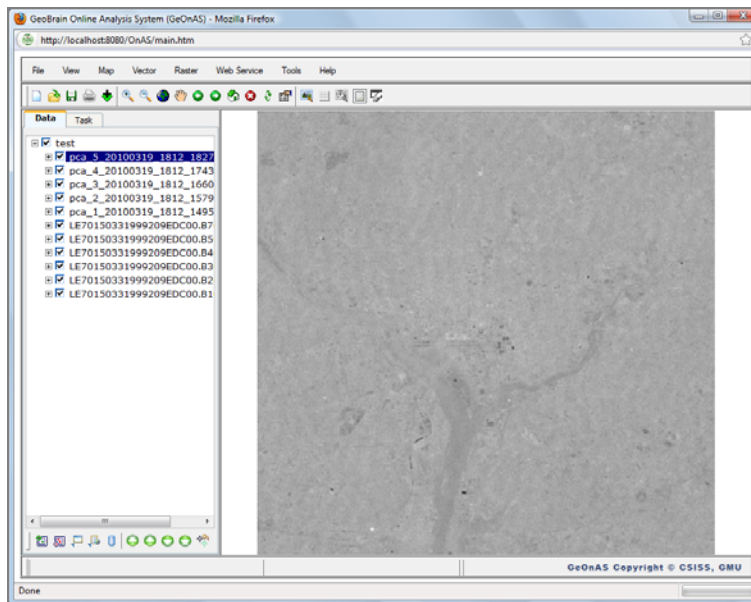 GeoBrain Online Analysis System (GeOnAS) - Mozilla Firefox
http://localhost:8080/OnAS/main.htm
File View Map Vector Raster Web Service Tools Help
Data Task
test
pca_5_20100319_1812_1827
pca_4_20100319_1812_1743
pca_3_20100319_1812_1660
pca_2_20100319_1812_1579
pca_1_20100319_1812_1495
LE70150331999209EDC00.B7
LE70150331999209EDC00.B5
LE70150331999209EDC00.B4
LE70150331999209EDC00.B3
LE70150331999209EDC00.B2
LE70150331999209EDC00.B1
GeOnAS Copyright © CSISS, GMU
Done